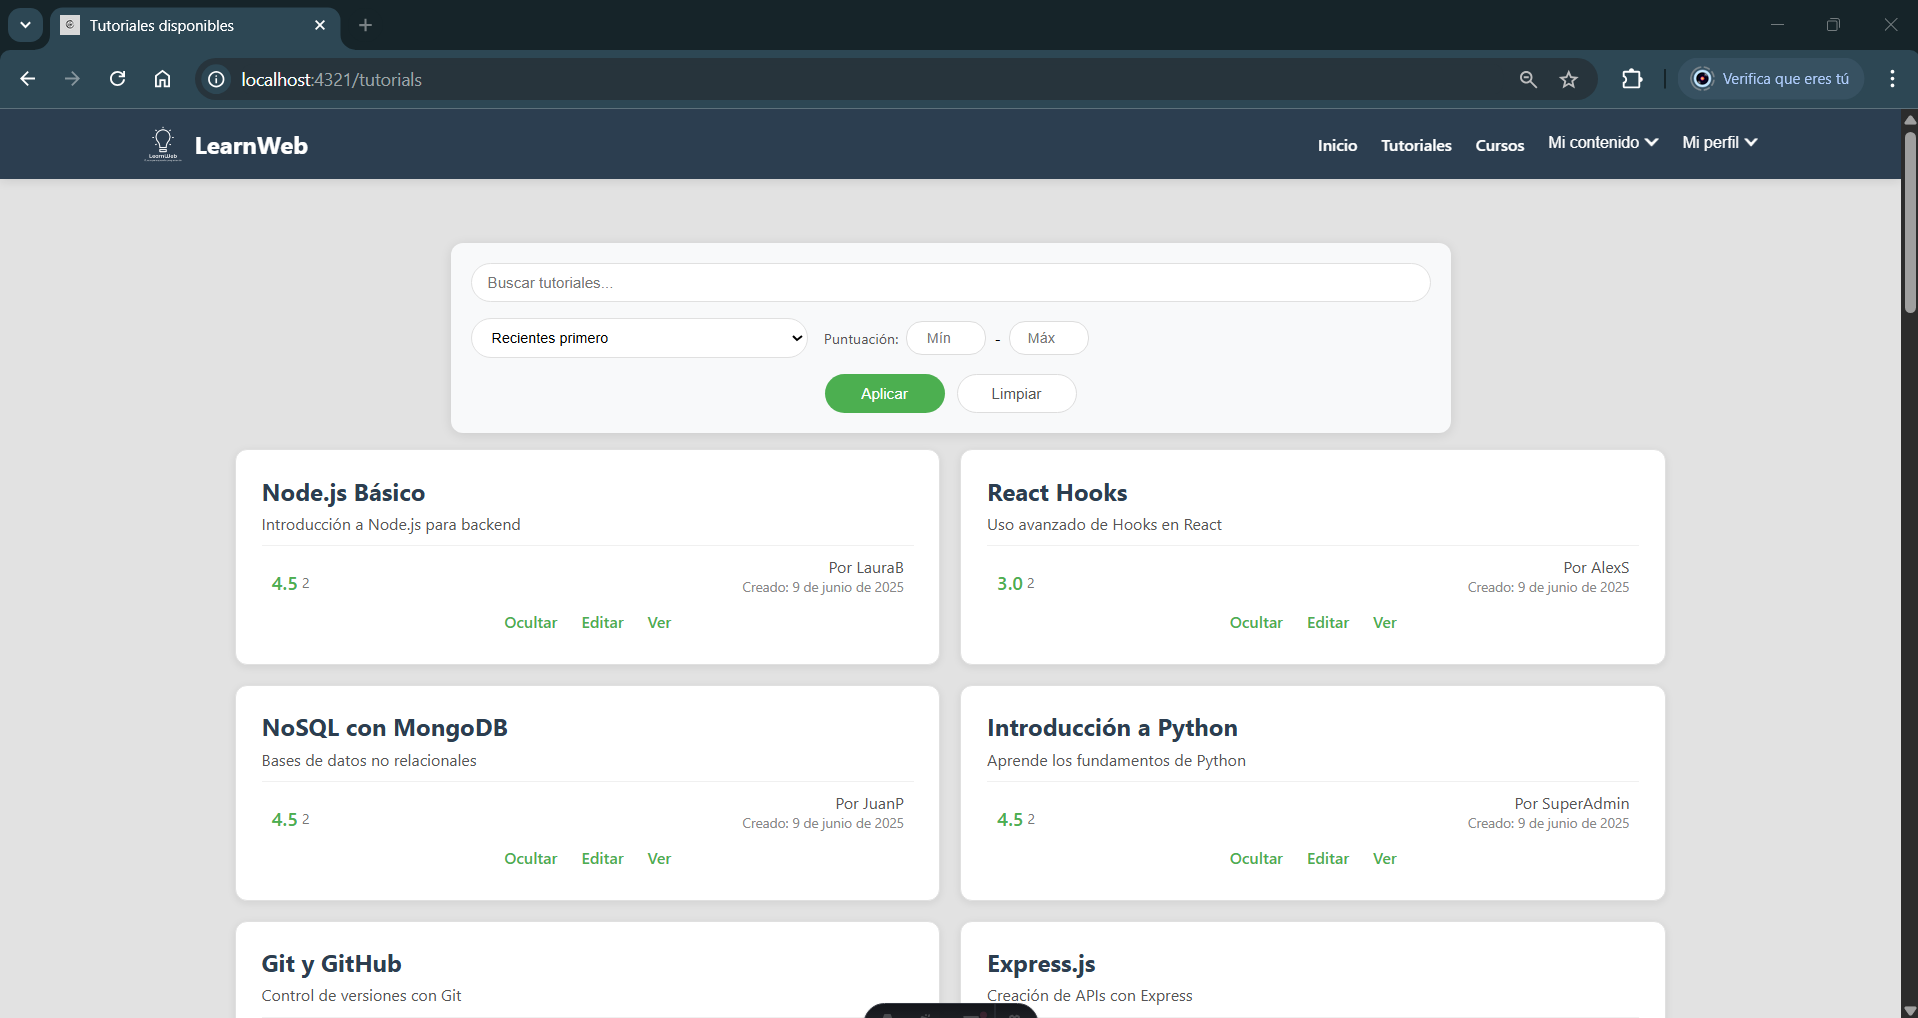 Tutoriales disponibles
localhost:4321/tutorials
Verifica que eres tú
LearnWeb
LearnWeb
Inicio
Tutoriales
Cursos
Mi contenido
Mi perfil
Buscar tutoriales...
Recientes primero
Puntuación:
Mín
-
Máx
Aplicar
Limpiar
Node.js Básico
Introducción a Node.js para backend
4.5 2
Por LauraB
Creado: 9 de junio de 2025
Ocultar
Editar
Ver
React Hooks
Uso avanzado de Hooks en React
3.0 2
Por AlexS
Creado: 9 de junio de 2025
Ocultar
Editar
Ver
NoSQL con MongoDB
Bases de datos no relacionales
4.5 2
Por JuanP
Creado: 9 de junio de 2025
Ocultar
Editar
Ver
Introducción a Python
Aprende los fundamentos de Python
4.5 2
Por SuperAdmin
Creado: 9 de junio de 2025
Ocultar
Editar
Ver
Git y GitHub
Control de versiones con Git
Express.js
Creación de APIs con Express